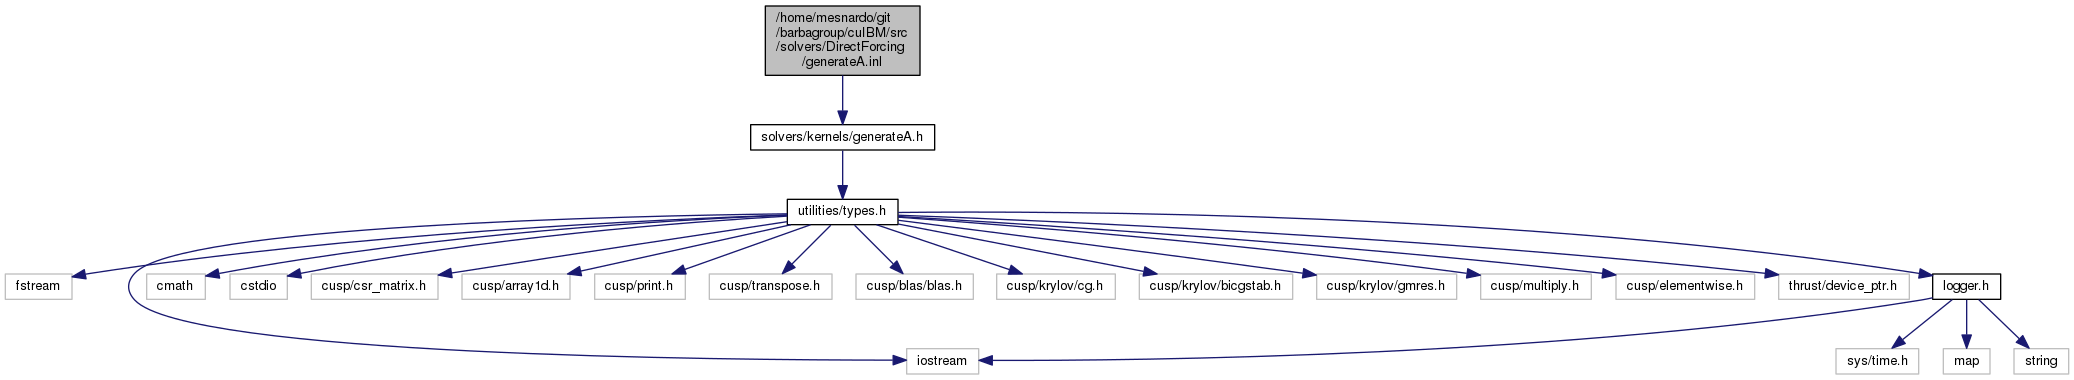 /home/mesnardo/git
/barbagroup/cuIBM/src
/solvers/DirectForcing
/generateA.inl
solvers/kernels/generateA.h
utilities/types.h
fstream
cmath
cstdio
cusp/csr_matrix.h
cusp/array1d.h
cusp/print.h
cusp/transpose.h
cusp/blas/blas.h
cusp/krylov/cg.h
cusp/krylov/bicgstab.h
cusp/krylov/gmres.h
cusp/multiply.h
cusp/elementwise.h
thrust/device_ptr.h
logger.h
iostream
sys/time.h
map
string